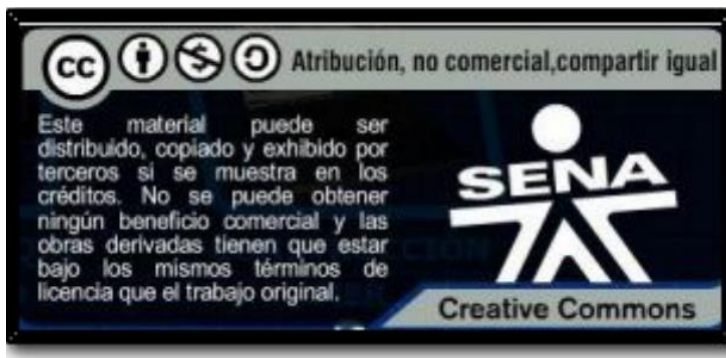 cc Atribución, no comercial,compartir igual
Este material puede ser
distribuido, copiado y exhibido por
terceros si se muestra en los
créditos. No se puede obtener
ningún beneficio comercial y las
obras derivadas tienen que estar
bajo los mismos términos de
licencia que el trabajo original.
SENA
Creative Commons